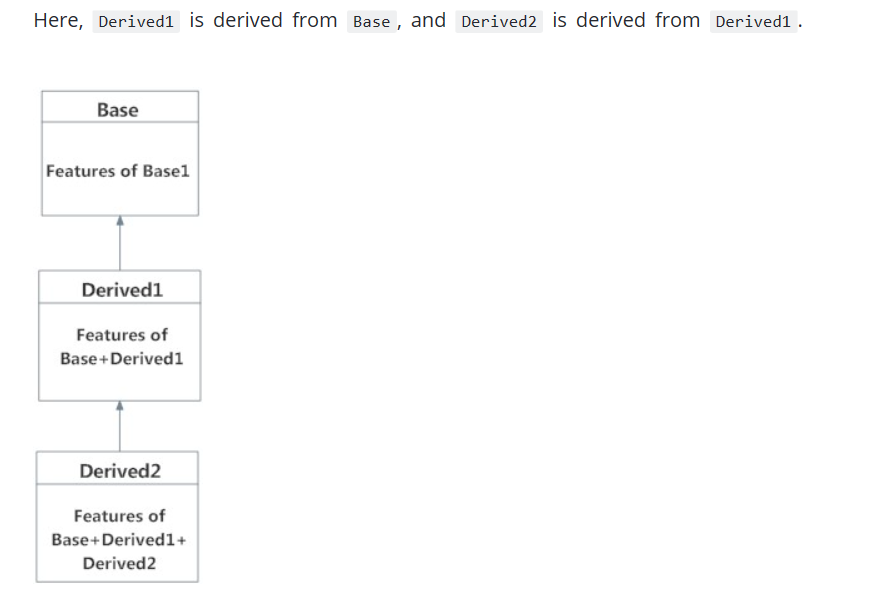 Here, Derived1 is derived from Base , and Derived2 is derived from Derived1 .
Base
Features of Base1
Derived1
Features of
Base+Derived1
Derived2
Features of
Base+Derived1+
Derived2